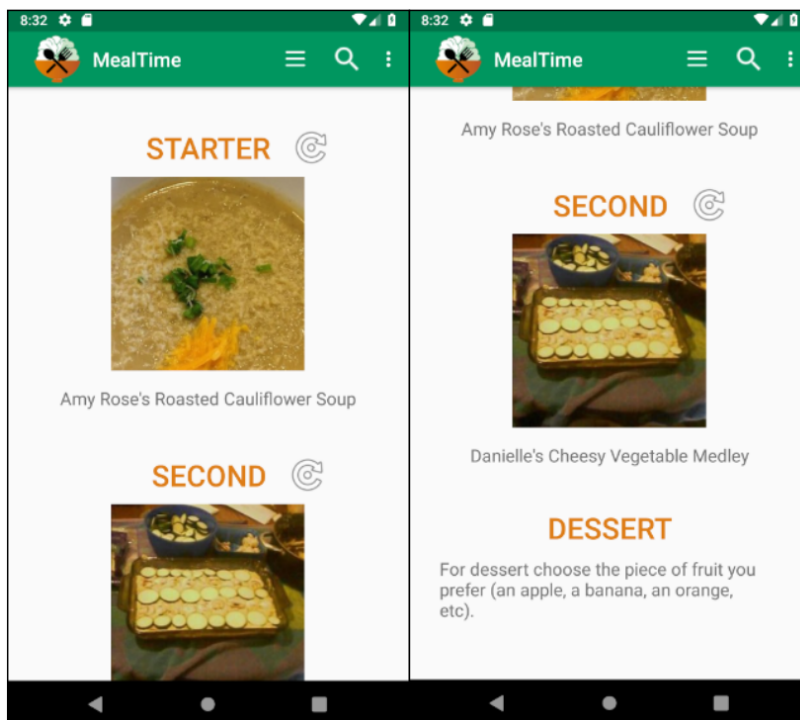 8:32
MealTime
STARTER
Amy Rose's Roasted Cauliflower Soup
SECOND
8:32
MealTime
Amy Rose's Roasted Cauliflower Soup
SECOND
Danielle's Cheesy Vegetable Medley
DESSERT
For dessert choose the piece of fruit you
prefer (an apple, a banana, an orange,
etc).